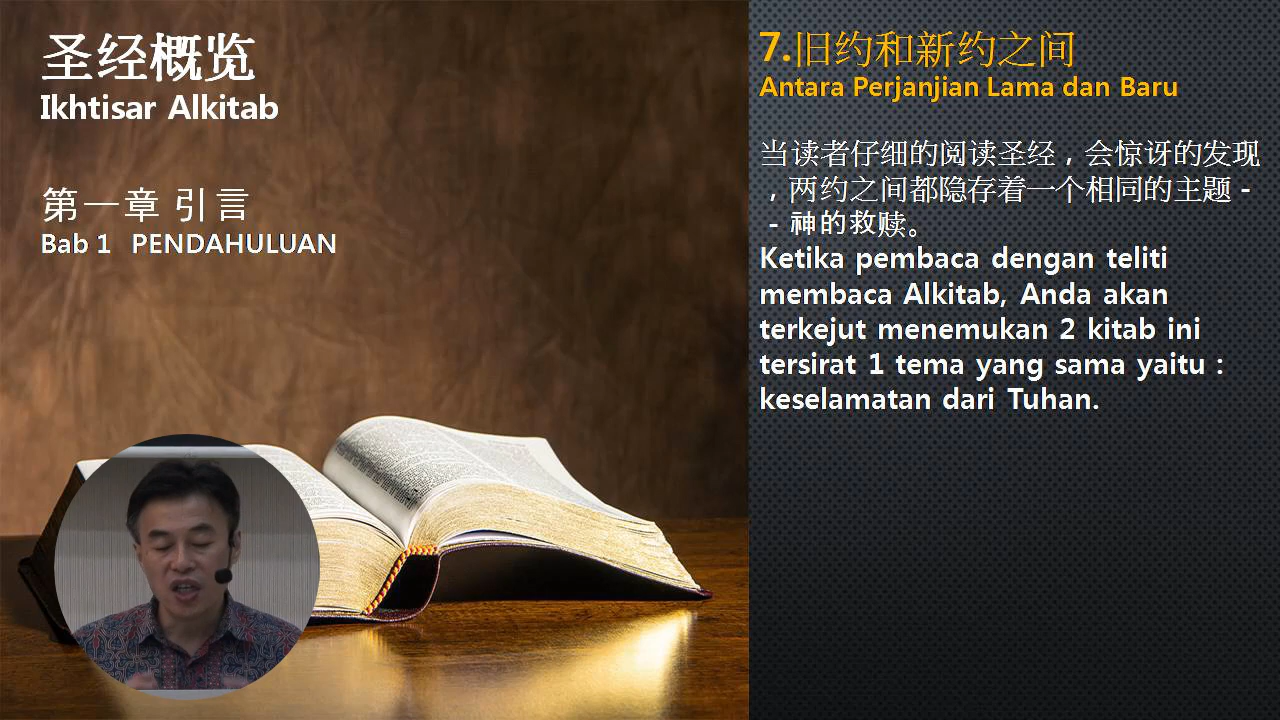 圣经概览
Ikhtisar Alkitab
第一章 引言
Bab 1 PENDAHULUAN
7.旧约和新约之间
Antara Perjanjian Lama dan Baru
当读者仔细的阅读圣经，会惊讶的发现
，两约之间都隐存着一个相同的主题-
-神的救赎。
Ketika pembaca dengan teliti
membaca Alkitab, Anda akan
terkejut menemukan 2 kitab ini
tersirat 1 tema yang sama yaitu :
keselamatan dari Tuhan.